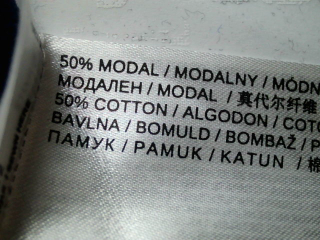 50% MODAL / MODALNY / MÓDN
МОДАЛЕН / MODAL / 莫代尔纤维
50% COTTON / ALGODON / COTO
BAVLNA / BOMULD / BOMBAŽ / P
ПАМУК / PAMUK / KATUN / 棉